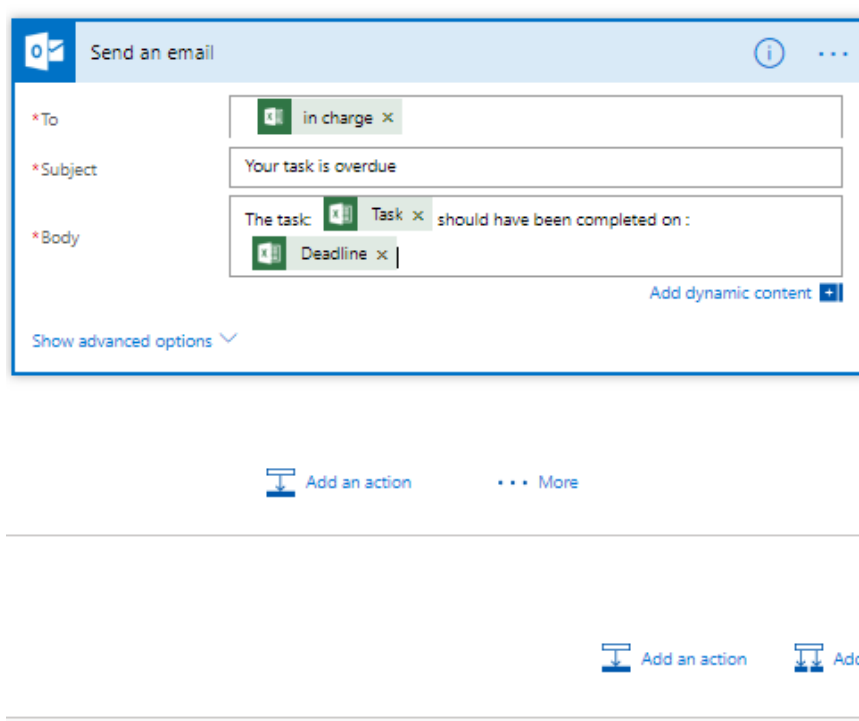 Send an email
*To in charge ×
*Subject Your task is overdue
*Body The task: Task × should have been completed on :
Deadline ×
Add dynamic content
Show advanced options
Add an action ... More
Add an action Add